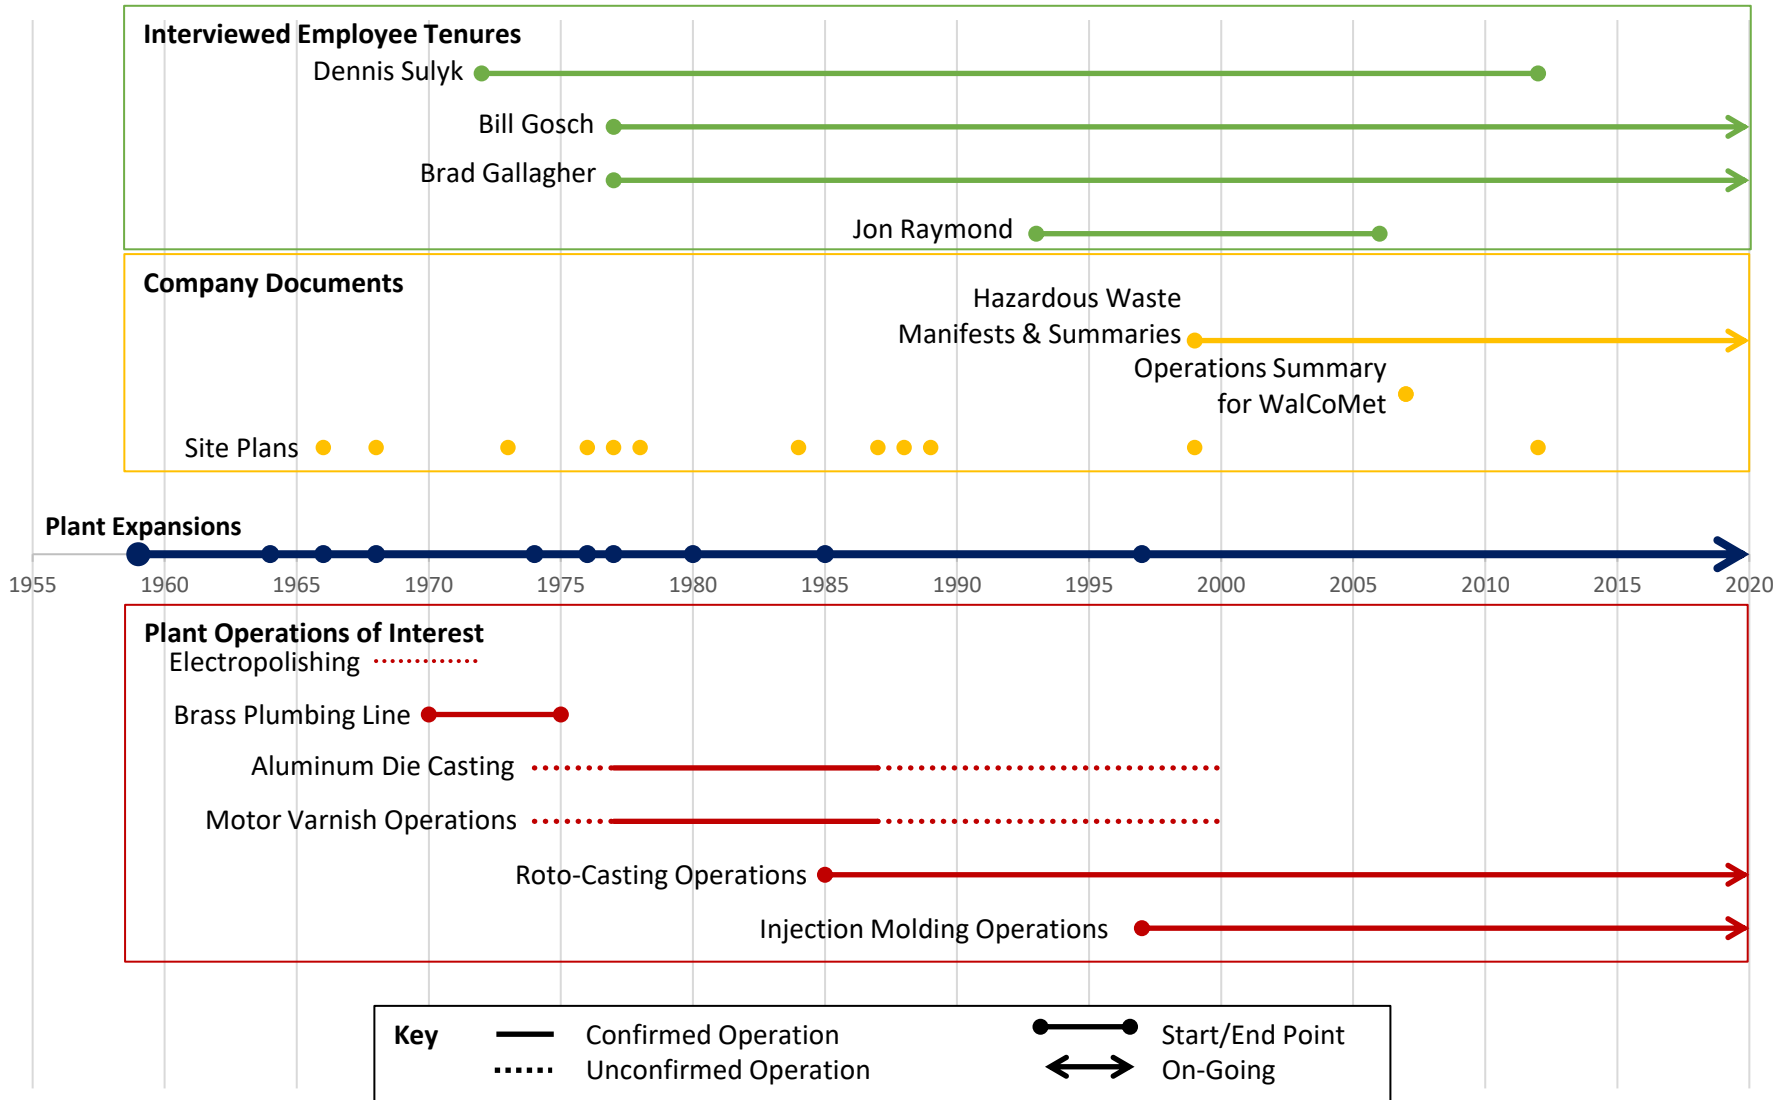 Interviewed Employee Tenures
Dennis Sulyk
Bill Gosch
Brad Gallagher
Jon Raymond
Company Documents
Hazardous Waste
Manifests & Summaries
Operations Summary
for WalCoMet
Site Plans
Plant Expansions
1955 1960 1965 1970 1975 1980 1985 1990 1995 2000 2005 2010 2015 2020
Plant Operations of Interest
Electropolishing
Brass Plumbing Line
Aluminum Die Casting
Motor Varnish Operations
Roto-Casting Operations
Injection Molding Operations
Key
Confirmed Operation
Start/End Point
Unconfirmed Operation
On-Going